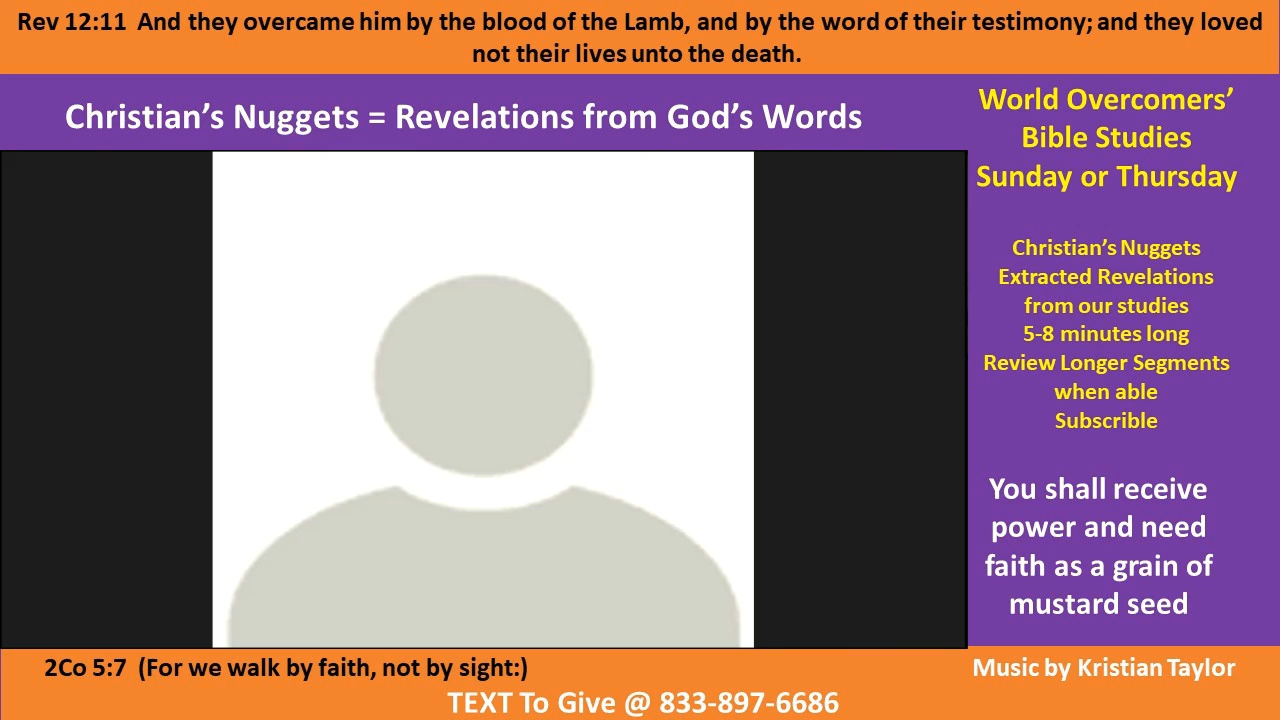 Rev 12:11  And they overcame him by the blood of the Lamb, and by the word of their testimony; and they loved
not their lives unto the death.
Christian’s Nuggets = Revelations from God’s Words
World Overcomers’
Bible Studies
Sunday or Thursday
Christian’s Nuggets
Extracted Revelations
from our studies
5-8 minutes long
Review Longer Segments
when able
Subscrible
You shall receive
power and need
faith as a grain of
mustard seed
2Co 5:7  (For we walk by faith, not by sight:)
Music by Kristian Taylor
TEXT To Give @ 833-897-6686